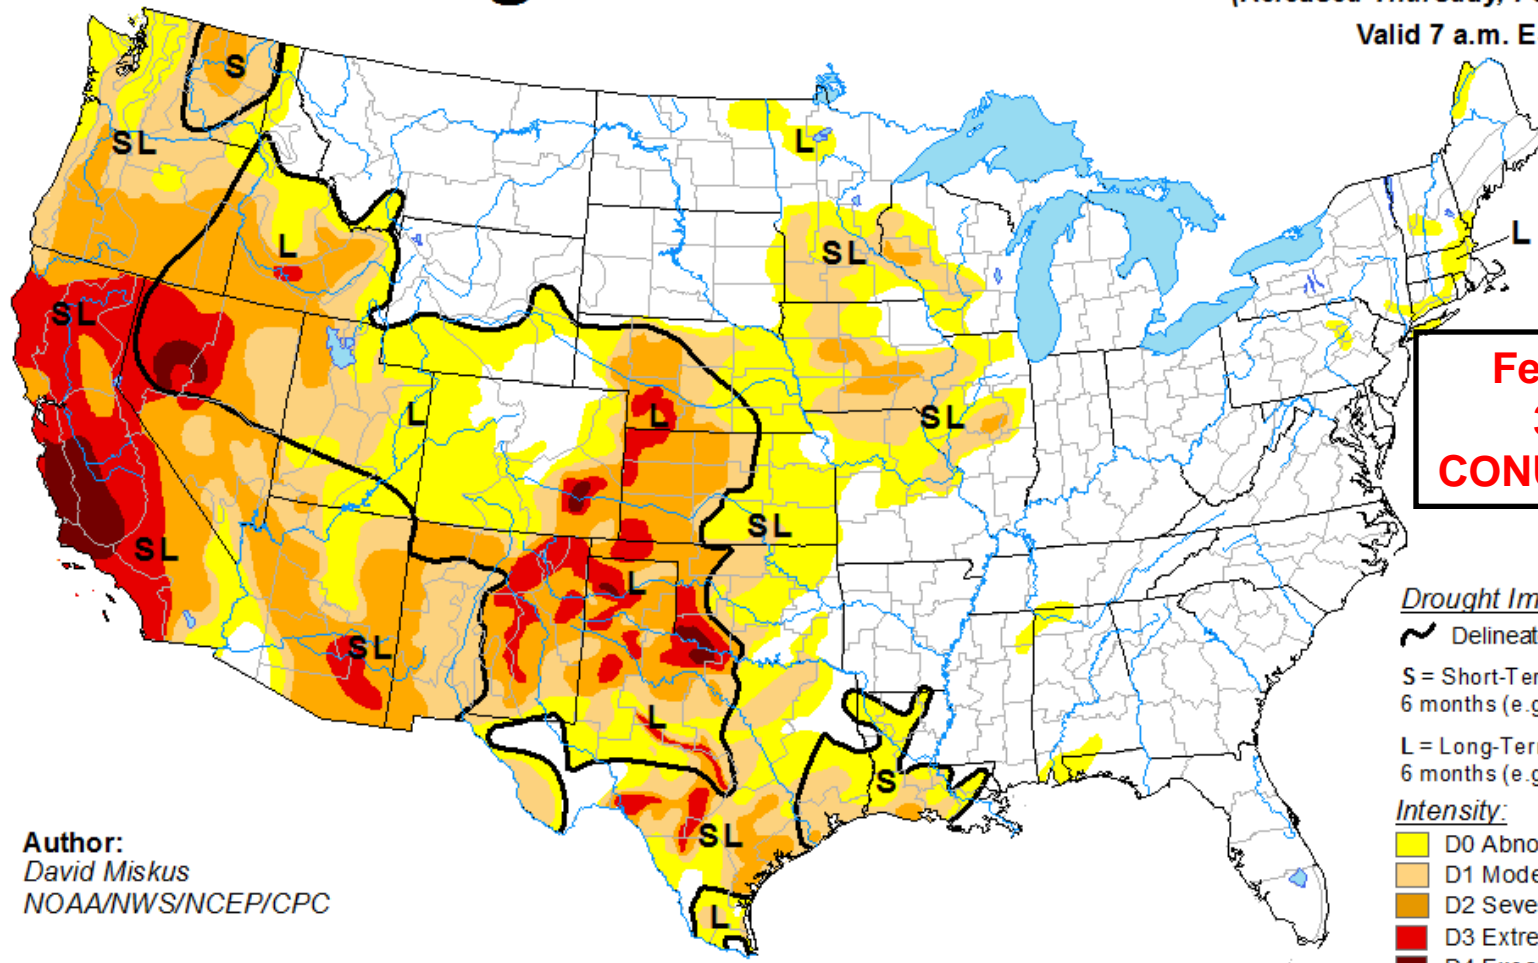 Valid 7 a.m. E
S
SL
L
L
SL
L
SL
L
L
SL
SL
SL
L
SL
L
SL
L
S
SL
L
Fe
CONU
Author:
David Miskus
NOAA/NWS/NCEP/CPC
Drought Im
Delineat
S = Short-Ter
6 months (e.g
L = Long-Ter
6 months (e.g
Intensity:
D0 Abno
D1 Mode
D2 Seve
D3 Extre